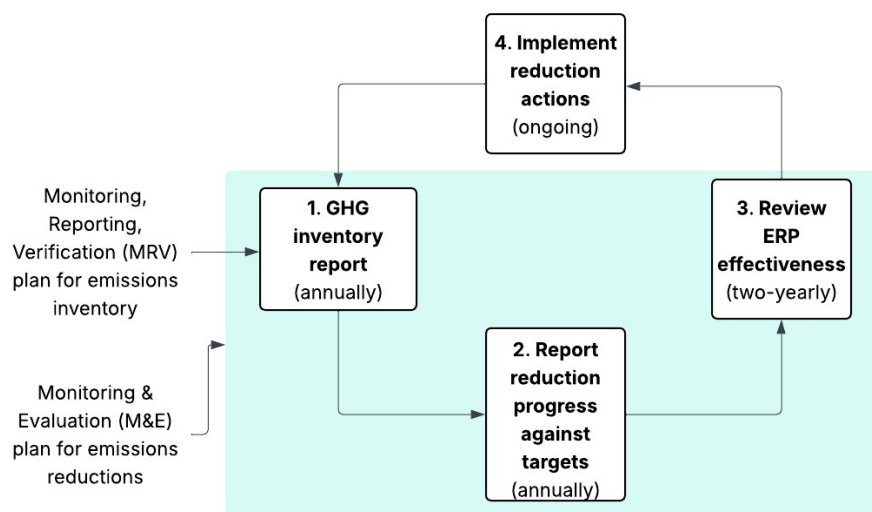 4. Implement
reduction
actions
(ongoing)
Monitoring,
Reporting,
Verification (MRV)
plan for emissions
inventory
1. GHG
inventory
report
(annually)
3. Review
ERP
effectiveness
(two-yearly)
2. Report
reduction
progress
against
targets
(annually)
Monitoring &
Evaluation (M&E)
plan for emissions
reductions